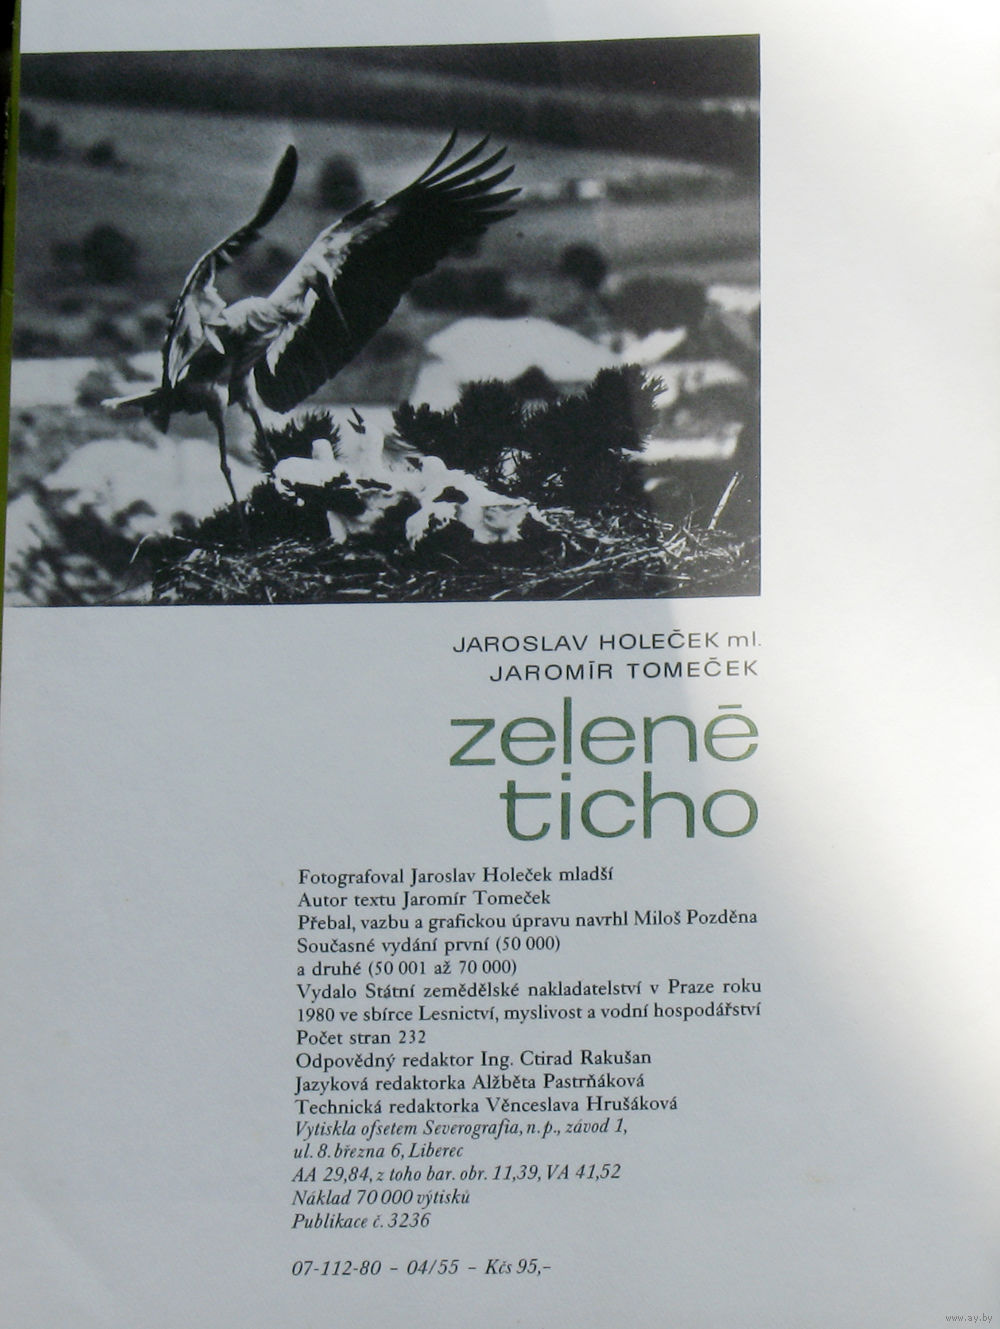 JAROSLAV HOLEČEK ml.
JAROMÍR TOMEČEK
zelené
ticho
Fotografoval Jaroslav Holeček mladší
Autor textu Jaromír Tomeček
Přebal, vazbu a grafickou úpravu navrhl Miloš Pozděna
Současné vydání první (50 000)
a druhé (50 001 až 70 000)
Vydalo Státní zemědělské nakladatelství v Praze roku
1980 ve sbírce Lesnictví, myslivost a vodní hospodářství
Počet stran 232
Odpovědný redaktor Ing. Ctirad Rakušan
Jazyková redaktorka Alžběta Pastrňáková
Technická redaktorka Věnceslava Hrušáková
Vytiskla ofsetem Severografia, n. p., závod 1,
ul. 8. března 6, Liberec
AA 29,84, z toho bar. obr. 11,39, VA 41,52
Náklad 70 000 výtisků
Publikace č. 3236
07-112-80 – 04/55 – Kčs 95,–
www.ay.by